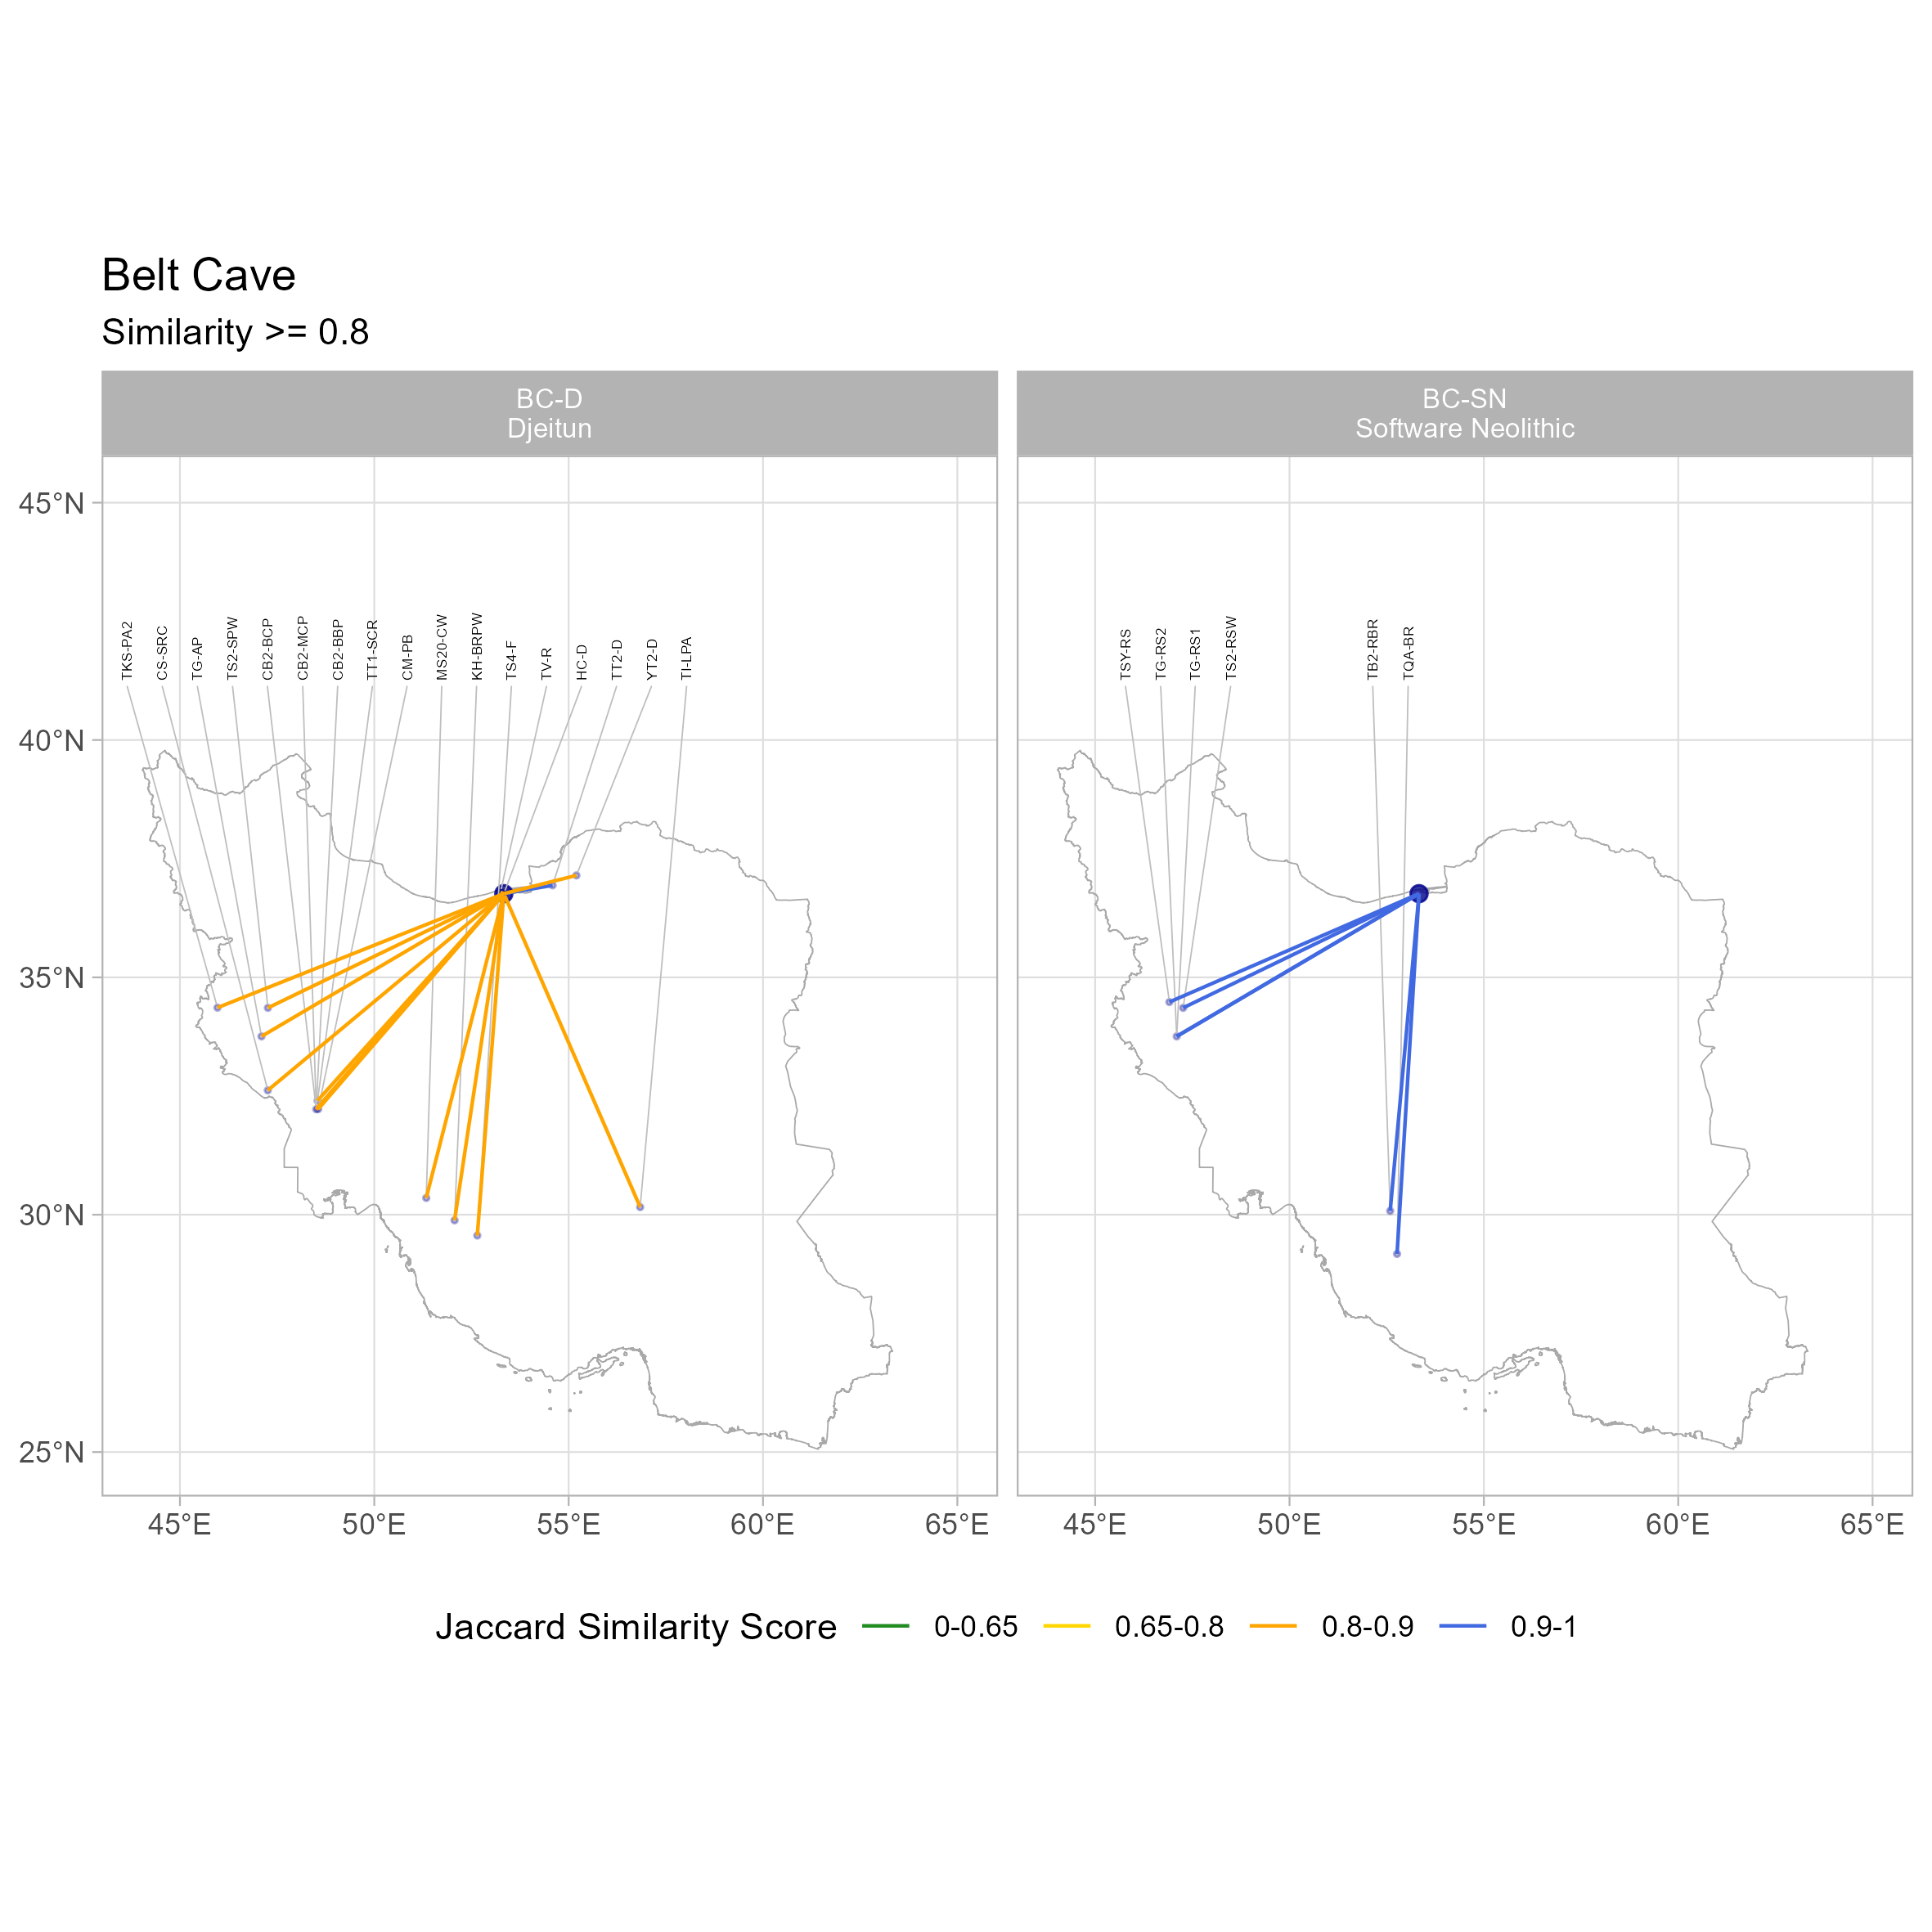 Belt Cave
Similarity >= 0.8
BC-D
Djeitun
BC-SN
Software Neolithic
45°N
40°N
35°N
30°N
25°N
TKS-PA2
CS-SRC
TG-AP
TS2-SPW
CB2-BCP
CB2-MCP
CB2-BBP
TT1-SCR
CM-PB
MS20-CW
KH-BRPW
TS4-F
TV-R
HC-D
TT2-D
YT2-D
TI-LPA
TSY-RS
TG-RS2
TG-RS1
TS2-RSW
TB2-RBR
TQA-BR
45°E 50°E 55°E 60°E 65°E
45°E 50°E 55°E 60°E 65°E
Jaccard Similarity Score 0-0.65 0.65-0.8 0.8-0.9 0.9-1